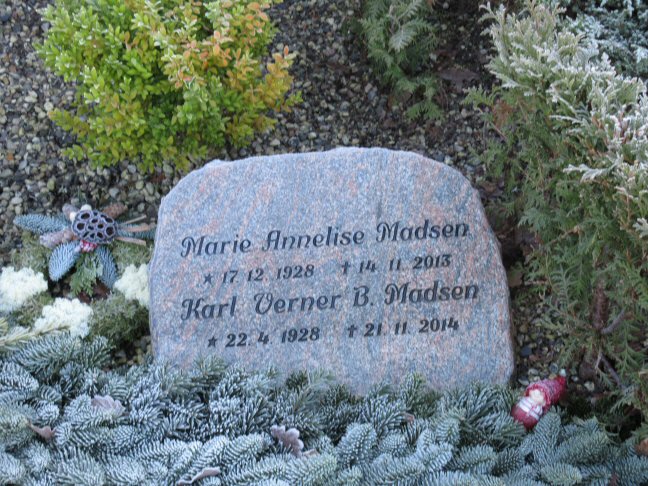 Marie Annelise Madsen
* 17. 12. 1928 † 14. 11. 2013
Karl Verner B. Madsen
* 22. 4. 1928 † 21. 11. 2014